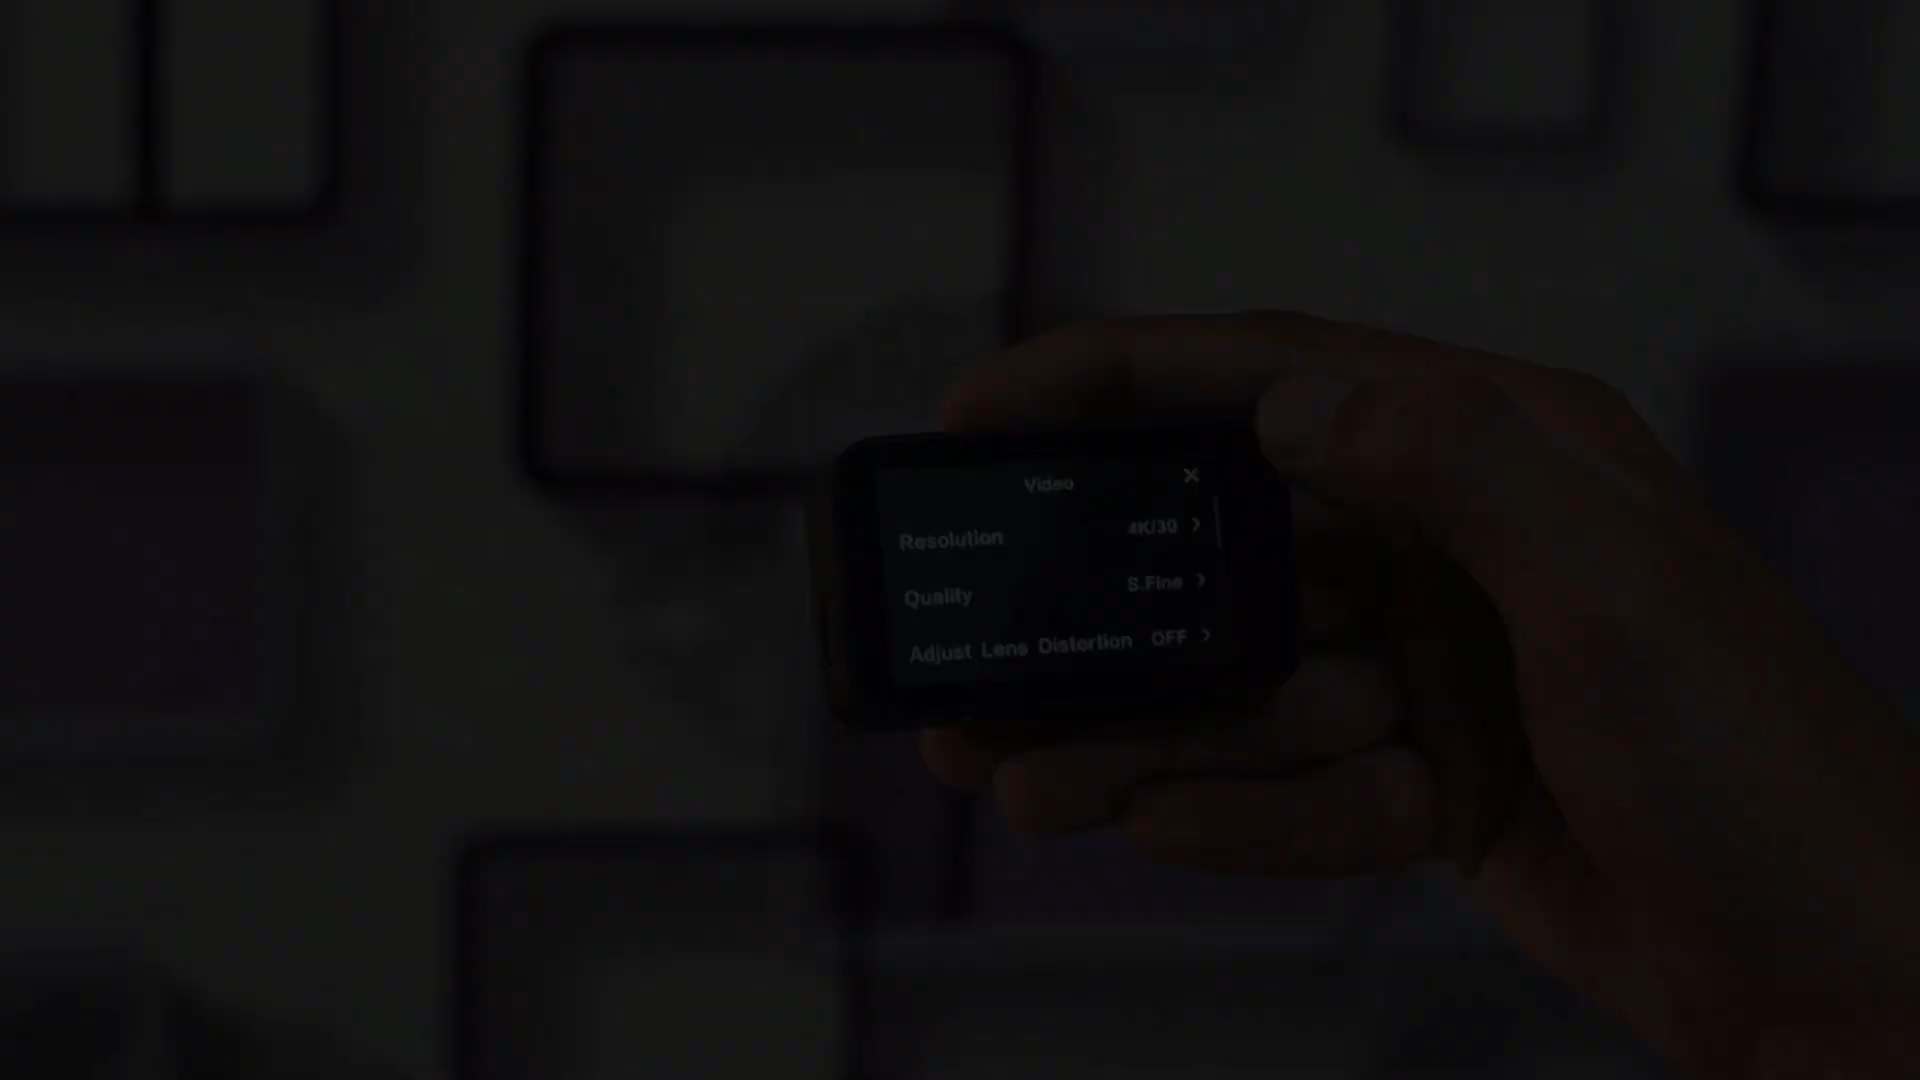 Video ×
Resolution 4K/30 >
Quality S.Fine >
Adjust Lens Distortion OFF >